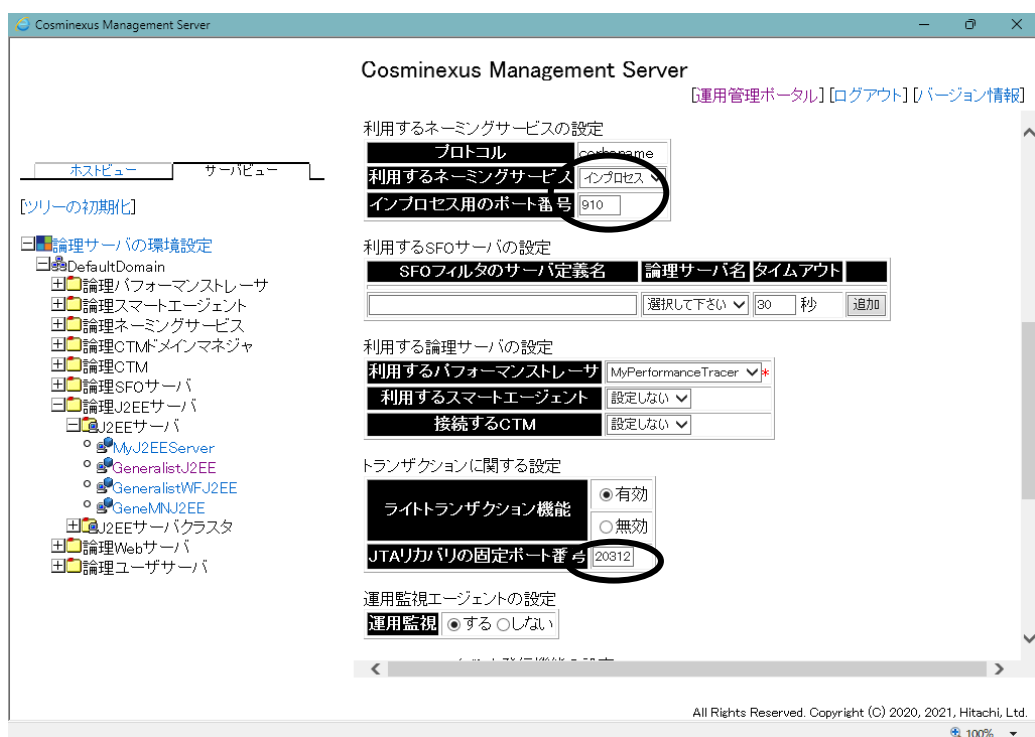 Cosminexus Management Server
Cosminexus Management Server
[運用管理ポータル] [ログアウト] [バージョン情報]
ホストビュー サーバビュー
[ツリーの初期化]
論理サーバの環境設定
DefaultDomain
論理パフォーマンストレーサ
論理スマートエージェント
論理ネーミングサービス
論理CTMドメインマネジャ
論理CTM
論理SFOサーバ
論理J2EEサーバ
J2EEサーバ
MyJ2EEServer
GeneralistJ2EE
GeneralistWFJ2EE
GeneMNJ2EE
J2EEサーバクラスタ
論理Webサーバ
論理ユーザサーバ
利用するネーミングサービスの設定
プロトコル corbaname
利用するネーミングサービス インプロセス
インプロセス用のポート番号 910
利用するSFOサーバの設定
SFOフィルタのサーバ定義名 論理サーバ名 タイムアウト
選択して下さい 30 秒 追加
利用する論理サーバの設定
利用するパフォーマンストレーサ MyPerformanceTracer *
利用するスマートエージェント 設定しない
接続するCTM 設定しない
トランザクションに関する設定
ライトトランザクション機能 有効
無効
JTAリカバリの固定ポート番号 20312
運用監視エージェントの設定
運用監視 する しない
All Rights Reserved. Copyright (C) 2020, 2021, Hitachi, Ltd.
100%